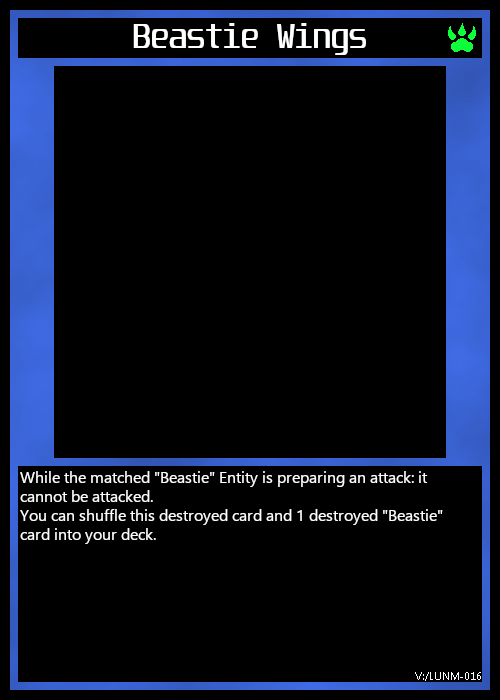 Beastie Wings
While the matched "Beastie" Entity is preparing an attack: it
cannot be attacked.
You can shuffle this destroyed card and 1 destroyed "Beastie"
card into your deck.
V:/LUNM-016